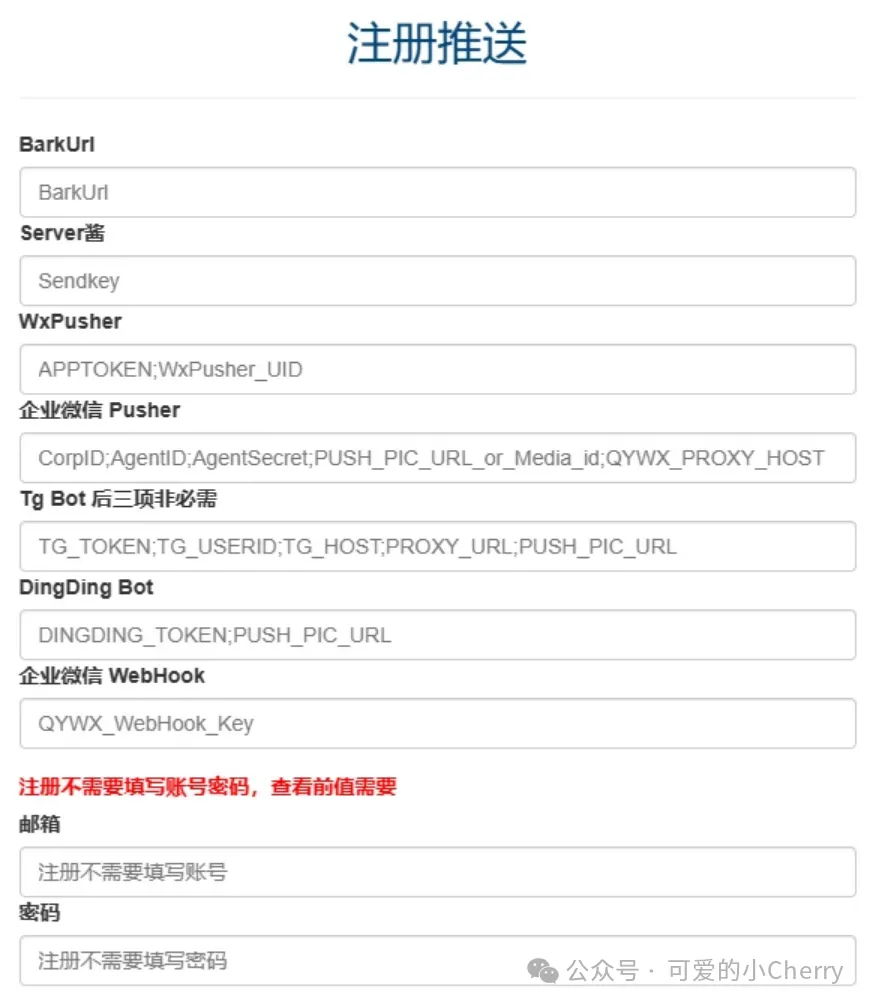 注册推送
BarkUrl
BarkUrl
Server酱
Sendkey
WxPusher
APPTOKEN;WxPusher_UID
企业微信 Pusher
CorpID;AgentID;AgentSecret;PUSH_PIC_URL_or_Media_id;QYWX_PROXY_HOST
Tg Bot 后三项非必需
TG_TOKEN;TG_USERID;TG_HOST;PROXY_URL;PUSH_PIC_URL
DingDing Bot
DINGDING_TOKEN;PUSH_PIC_URL
企业微信 WebHook
QYWX_WebHook_Key
注册不需要填写账号密码，查看前值需要
邮箱
注册不需要填写账号
密码
注册不需要填写密码
公众号 · 可爱的小Cherry